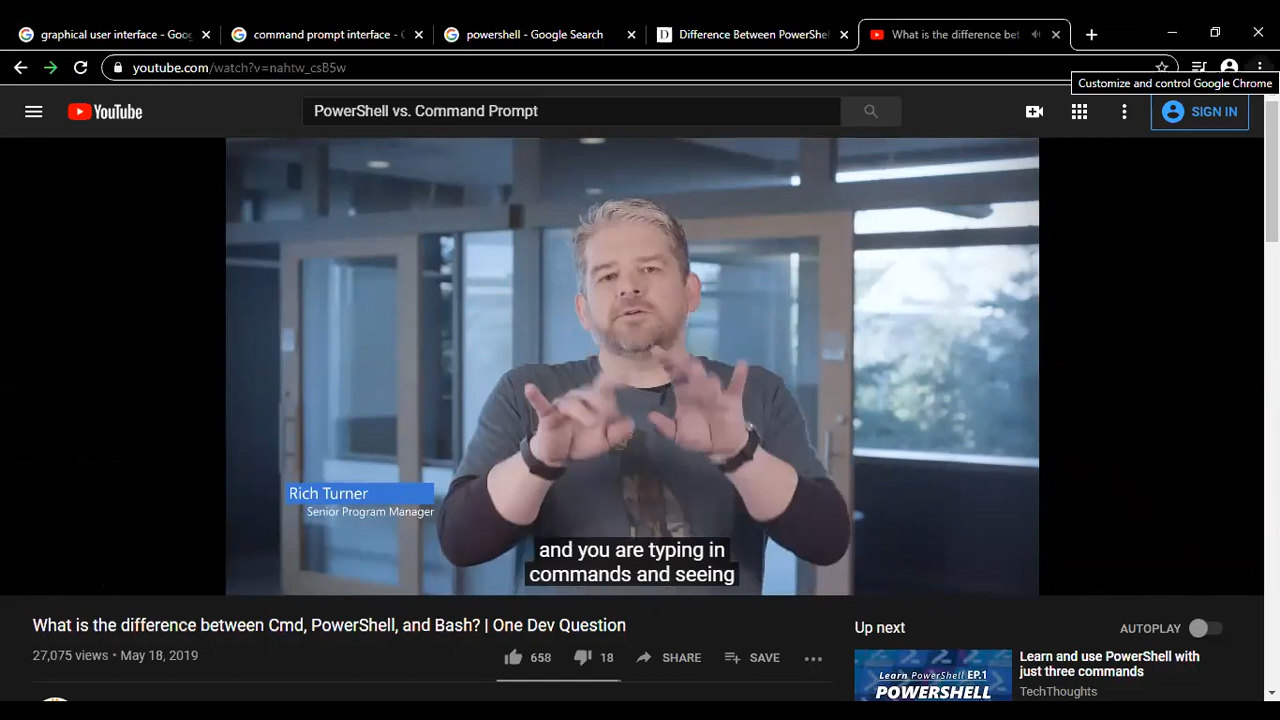 graphical user interface - Goog
command prompt interface - G
powershell - Google Search
Difference Between PowerShel
What is the difference bet
youtube.com/watch?v=nahtw_csB5w
Customize and control Google Chrome
YouTube
PowerShell vs. Command Prompt
SIGN IN
Rich Turner
Senior Program Manager
and you are typing in
commands and seeing
What is the difference between Cmd, PowerShell, and Bash? | One Dev Question
27,075 views • May 18, 2019
658
18
SHARE
SAVE
Up next
AUTOPLAY
Learn PowerShell EP.1
POWERSHELL
Learn and use PowerShell with
just three commands
TechThoughts